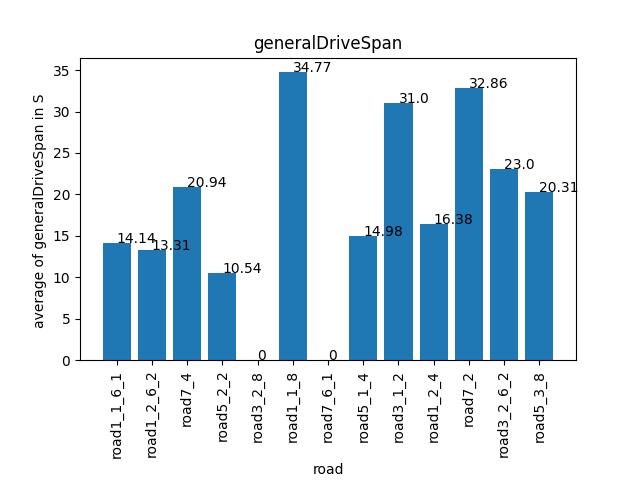 generalDriveSpan
average of generalDriveSpan in S
35
30
25
20
15
10
5
0
14.14
13.31
20.94
10.54
0
34.77
0
14.98
31.0
16.38
32.86
23.0
20.31
road1_1_6_1
road1_2_6_2
road7_4
road5_2_2
road3_2_8
road1_1_8
road7_6_1
road5_1_4
road3_1_2
road1_2_4
road7_2
road3_2_6_2
road5_3_8
road